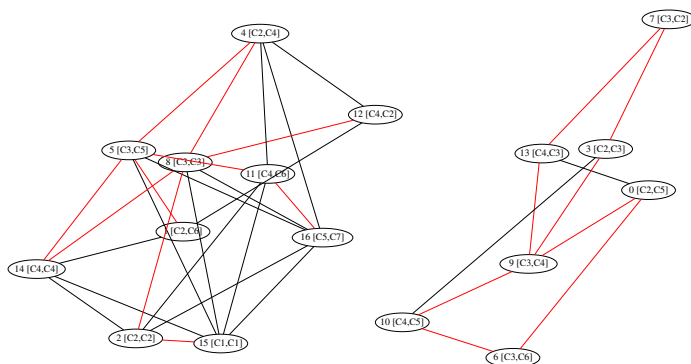 7 [C3,C2]
4 [C2,C4]
12 [C4,C2]
5 [C3,C5]
8 [C3,C3]
13 [C4,C3]
3 [C2,C3]
11 [C4,C6]
0 [C2,C5]
1 [C2,C6]
16 [C5,C7]
9 [C3,C4]
14 [C4,C4]
10 [C4,C5]
2 [C2,C2]
15 [C1,C1]
6 [C3,C6]